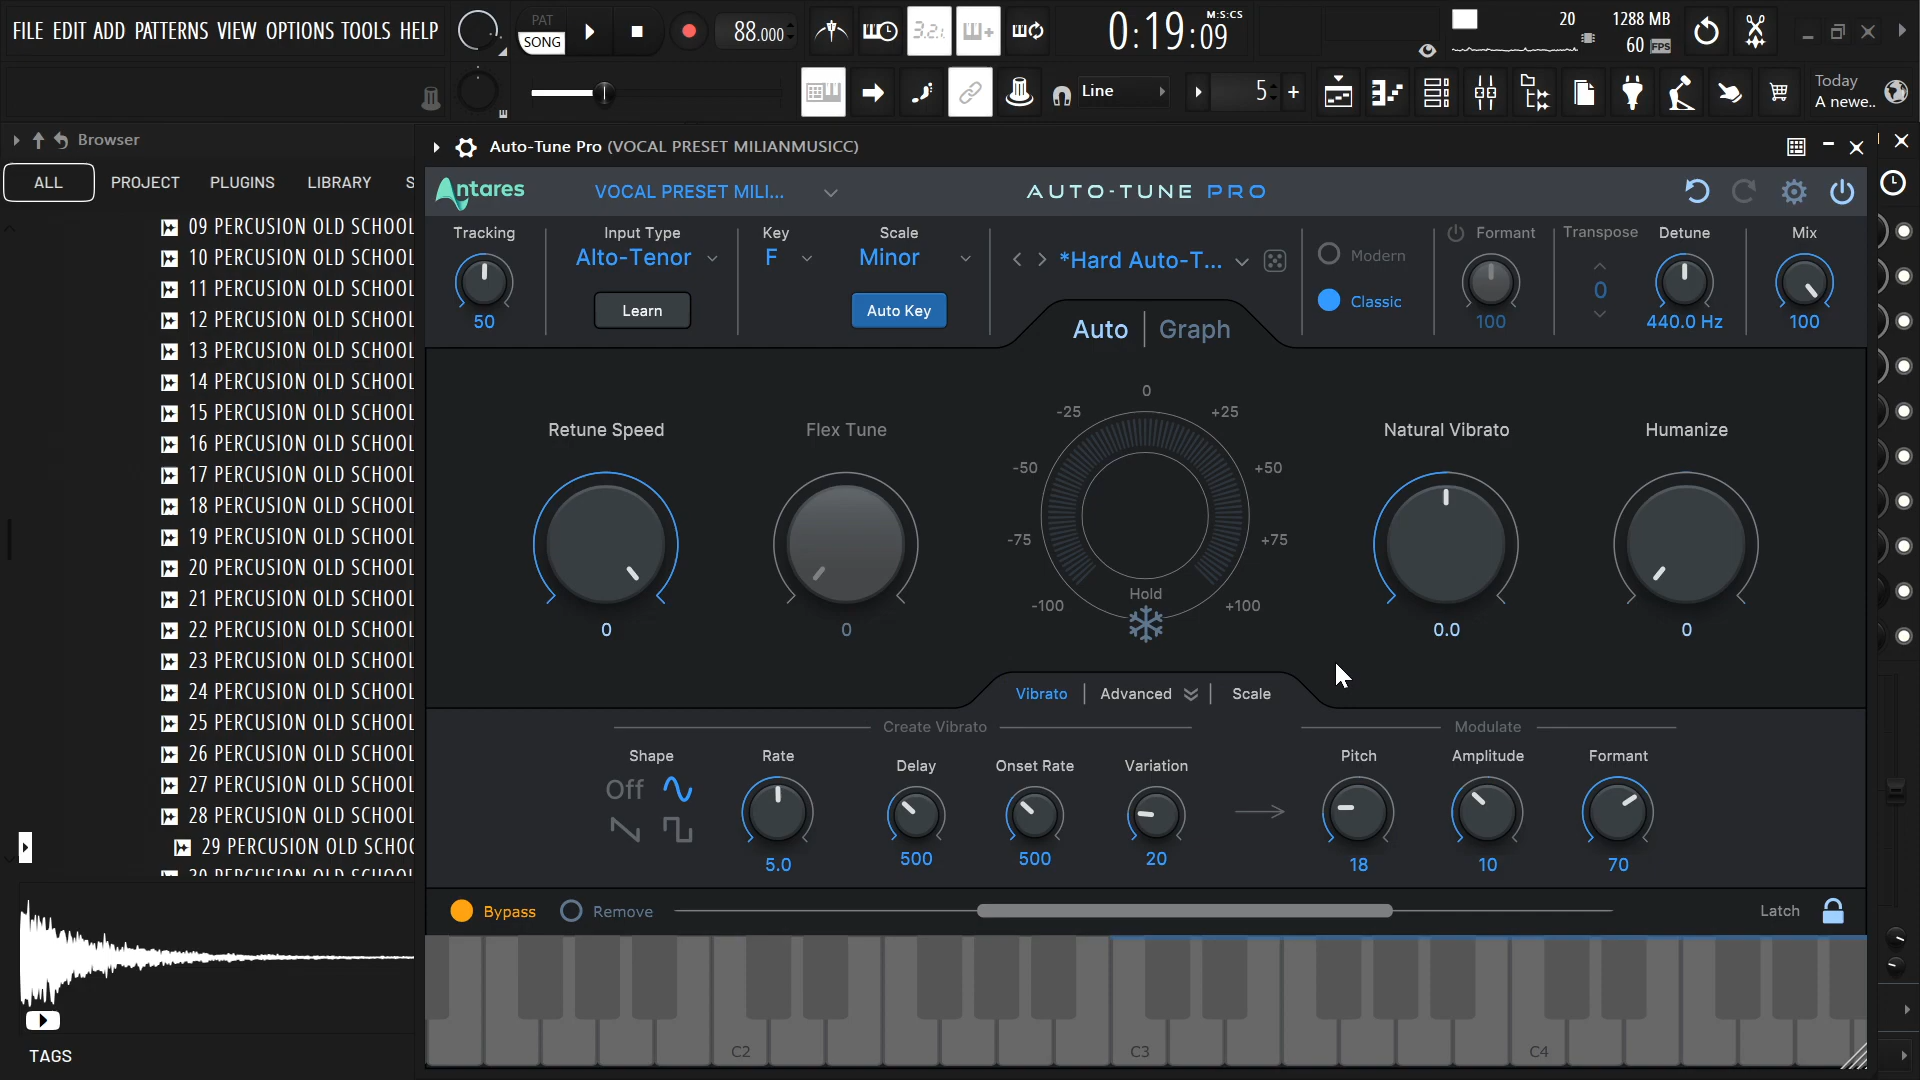 FILE EDIT ADD PATTERNS VIEW OPTIONS TOOLS HELP
PAT
SONG
88.000
3.2.1
0:19:09
M:S:CS
20
1288 MB
60 FPS
Line
5
Today
A newe..
Browser
ALL
PROJECT
PLUGINS
LIBRARY
S
09 PERCUSION OLD SCHOOL
10 PERCUSION OLD SCHOOL
11 PERCUSION OLD SCHOOL
12 PERCUSION OLD SCHOOL
13 PERCUSION OLD SCHOOL
14 PERCUSION OLD SCHOOL
15 PERCUSION OLD SCHOOL
16 PERCUSION OLD SCHOOL
17 PERCUSION OLD SCHOOL
18 PERCUSION OLD SCHOOL
19 PERCUSION OLD SCHOOL
20 PERCUSION OLD SCHOOL
21 PERCUSION OLD SCHOOL
22 PERCUSION OLD SCHOOL
23 PERCUSION OLD SCHOOL
24 PERCUSION OLD SCHOOL
25 PERCUSION OLD SCHOOL
26 PERCUSION OLD SCHOOL
27 PERCUSION OLD SCHOOL
28 PERCUSION OLD SCHOOL
29 PERCUSION OLD SCHOO
TAGS
Auto-Tune Pro (VOCAL PRESET MILIANMUSICC)
Antares
VOCAL PRESET MILI...
AUTO-TUNE PRO
Tracking
50
Input Type
Alto-Tenor
Learn
Key
F
Scale
Minor
Auto Key
*Hard Auto-T...
Modern
Classic
Formant
100
Transpose
0
Detune
440.0 Hz
Mix
100
Auto
Graph
Retune Speed
0
Flex Tune
0
0
-25
+25
-50
+50
-75
+75
-100
+100
Hold
Natural Vibrato
0.0
Humanize
0
Vibrato
Advanced
Scale
Create Vibrato
Modulate
Shape
Off
Rate
5.0
Delay
500
Onset Rate
500
Variation
20
Pitch
18
Amplitude
10
Formant
70
Bypass
Remove
Latch
C2
C3
C4